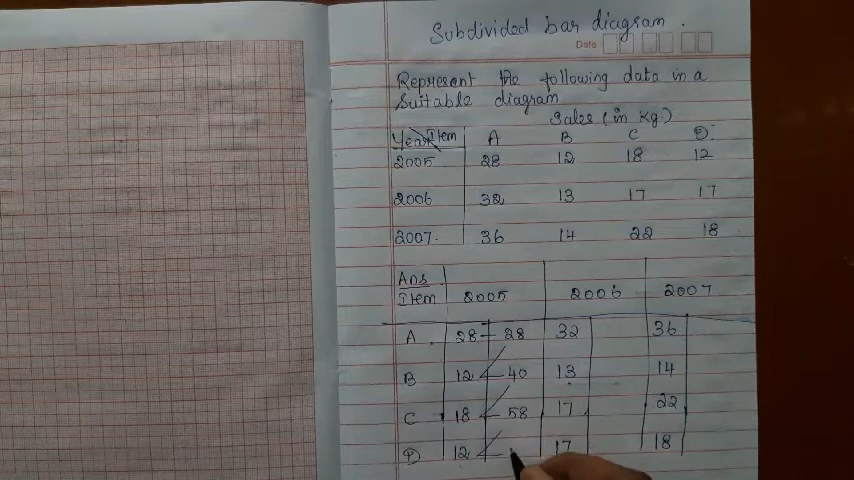 Subdivided bar diagram.
Date
Represent the following data in a
Suitable diagram
Sales (in Kg)
Year Item A B C D
2005 28 12 18 12
2006 32 13 17 17
2007. 36 14 22 18
Ans
Item 2005 2006 2007
A. 28 28 32 36
B 12 40 13 14
C 18 58 17 22
D 12 17 18